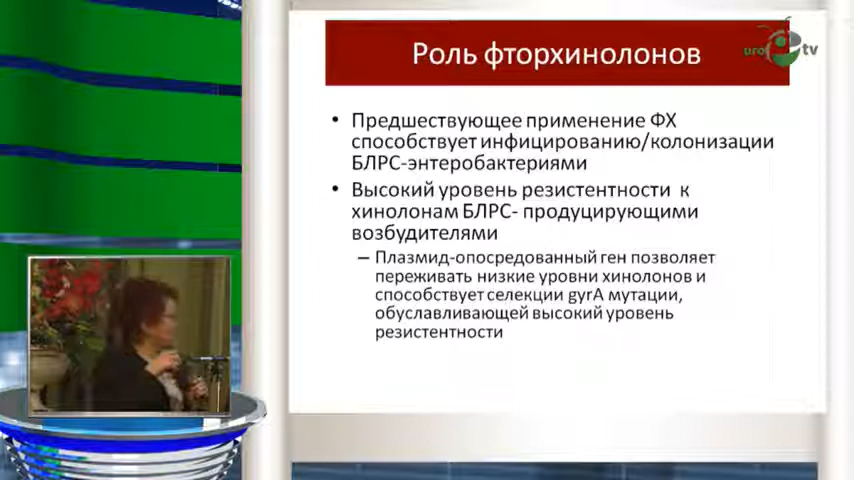 Роль фторхинолонов
uro tv
• Предшествующее применение ФХ
способствует инфицированию/колонизации
БЛРС-энтеробактериями
• Высокий уровень резистентности к
хинолонам БЛРС- продуцирующими
возбудителями
– Плазмид-опосредованный ген позволяет
переживать низкие уровни хинолонов и
способствует селекции gyrA мутации,
обуславливающей высокий уровень
резистентности